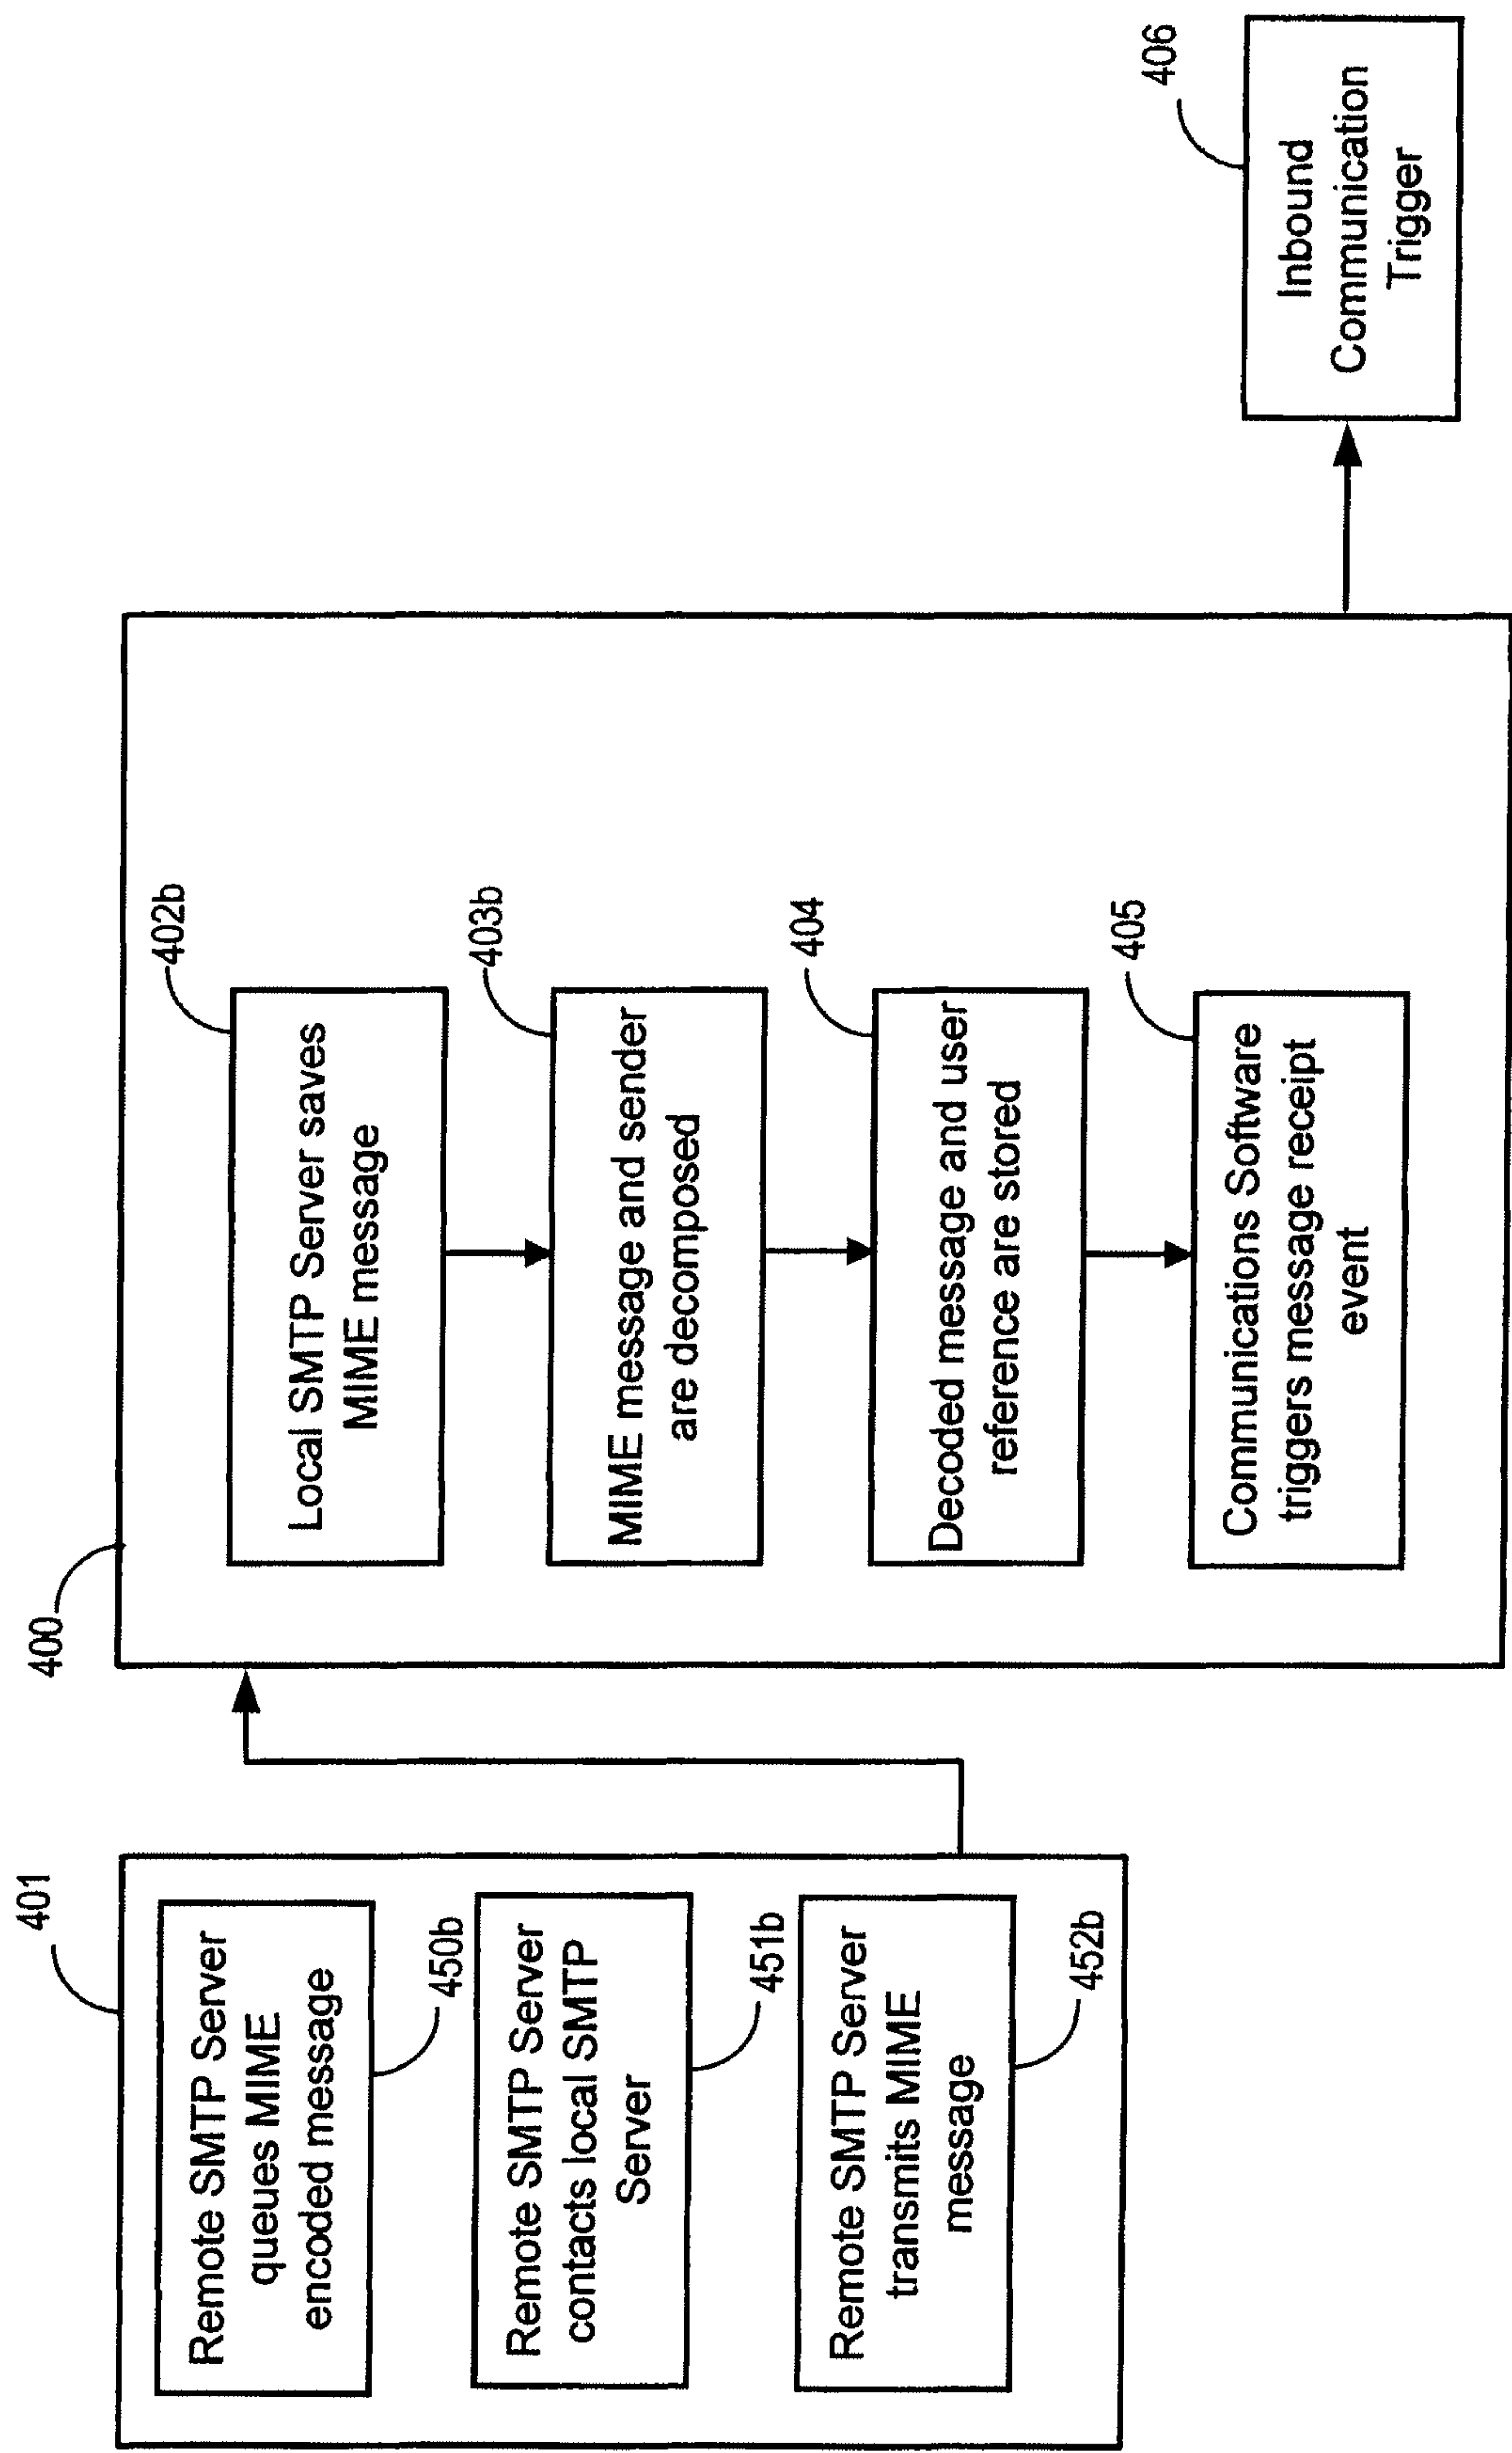 401
Remote SMTP Server
queues MIME
encoded message
450b
Remote SMTP Server
contacts local SMTP
Server
451b
Remote SMTP Server
transmits MIME
message
452b
400
Local SMTP Server saves
MIME message
402b
MIME message and sender
are decomposed
403b
Decoded message and user
reference are stored
404
Communications Software
triggers message receipt
event
405
Inbound
Communication
Trigger
406